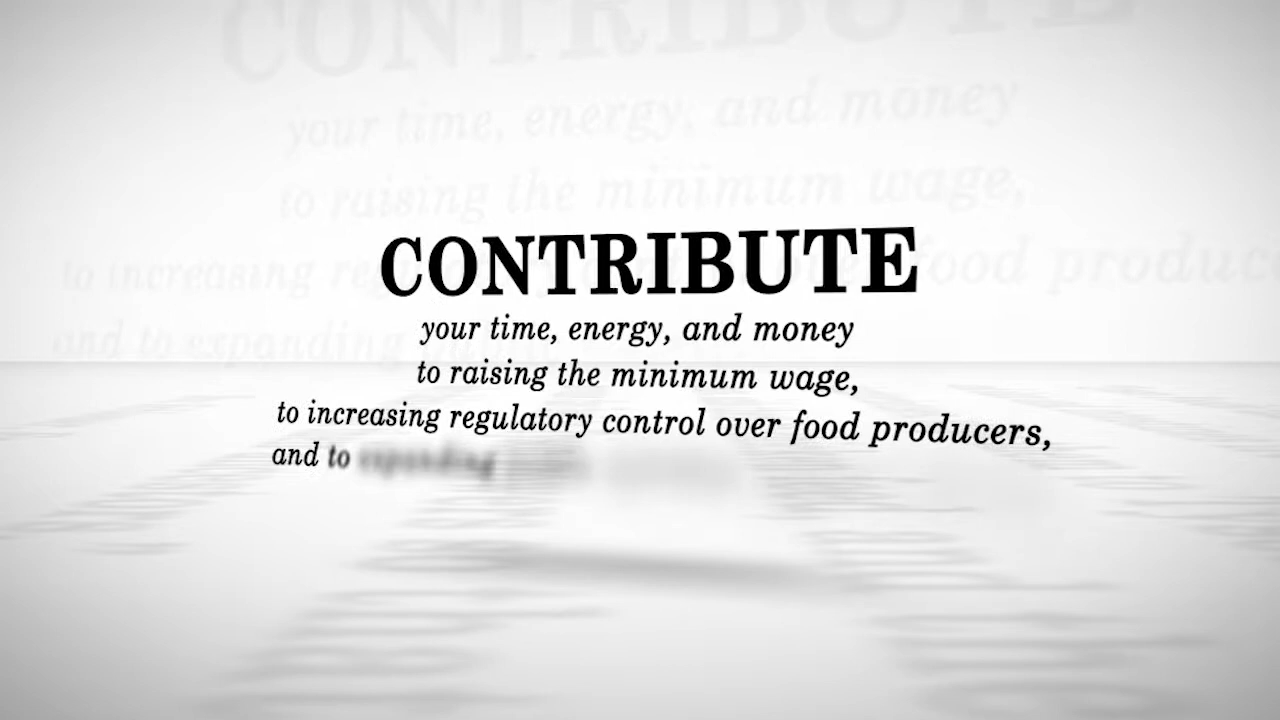 CONTRIBUTE
your time, energy, and money
to raising the minimum wage,
to increasing regulatory control over food producers,
and to expanding